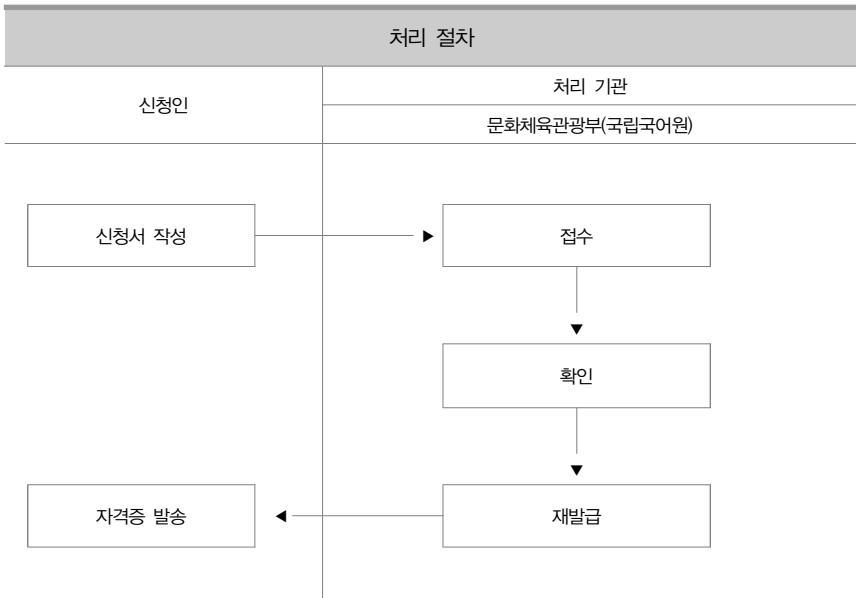 처리 절차
신청인
처리 기관
문화체육관광부(국립국어원)
신청서 작성
접수
확인
자격증 발송
재발급